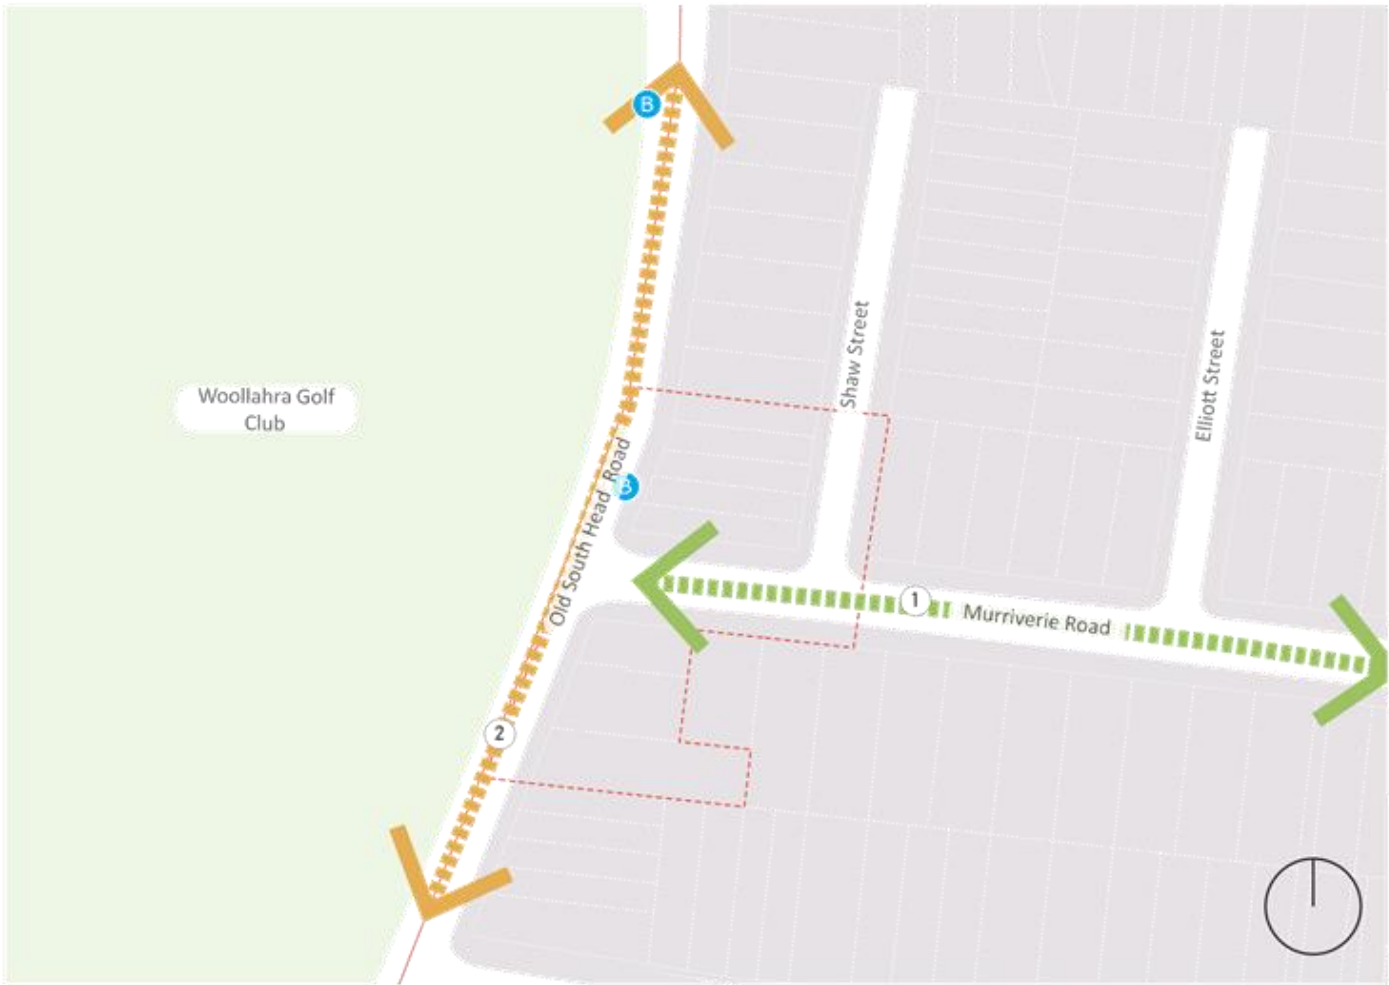 B
Shaw Street
Elliott Street
Woollahra Golf
Club
Old South Head Road
B
1
Murriverie Road
2